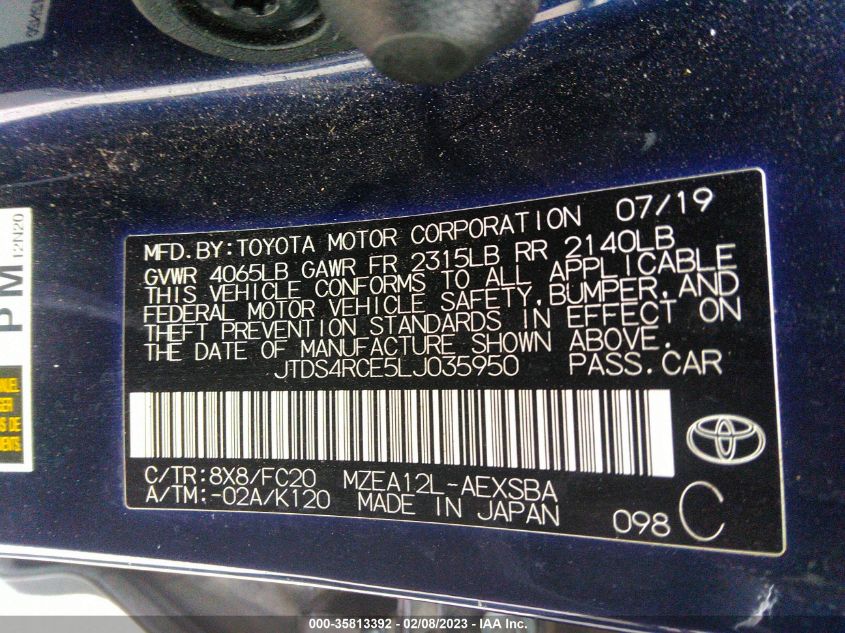 MFD.BY:TOYOTA MOTOR CORPORATION 07/19
GVWR 4065LB GAWR FR 2315LB RR 2140LB
THIS VEHICLE CONFORMS TO ALL APPLICABLE
FEDERAL MOTOR VEHICLE SAFETY,BUMPER,AND
THEFT PREVENTION STANDARDS IN EFFECT ON
THE DATE OF MANUFACTURE SHOWN ABOVE.
JTDS4RCE5LJ035950 PASS.CAR
C/TR:8X8/FC20 MZEA12L-AEXSBA
A/TM:-02A/K120 MADE IN JAPAN
098 C
PM
12N20
000-35813392 - 02/08/2023 - IAA Inc.